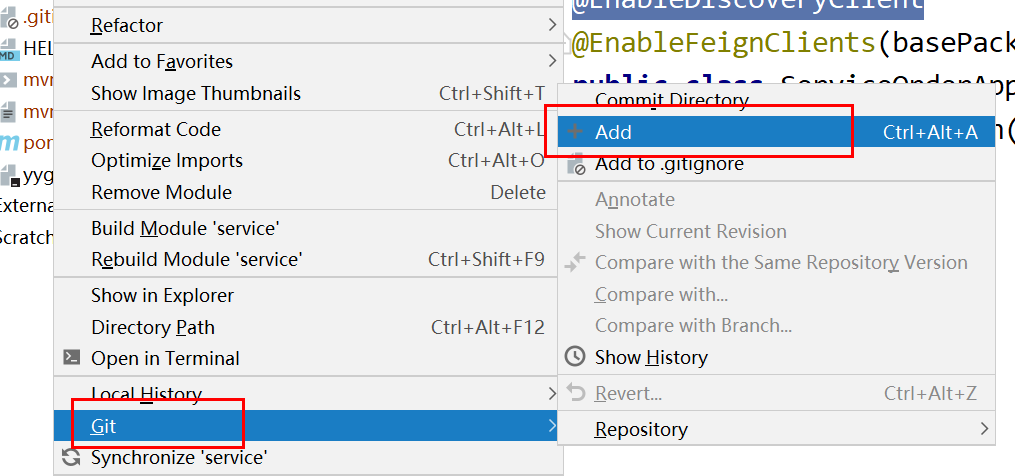 .giti
HEL
mvn
mvn
pon
yyg
Externa
Scratch
Refactor
Add to Favorites
Show Image Thumbnails Ctrl+Shift+T
Reformat Code Ctrl+Alt+L
Optimize Imports Ctrl+Alt+O
Remove Module Delete
Build Module 'service'
Rebuild Module 'service' Ctrl+Shift+F9
Show in Explorer
Directory Path Ctrl+Alt+F12
Open in Terminal
Local History
Git
Synchronize 'service'
@EnableDiscoveryClient
@EnableFeignClients(basePack
public class ServiceOrderApp
Commit Directory
Add Ctrl+Alt+A
Add to .gitignore
Annotate
Show Current Revision
Compare with the Same Repository Version
Compare with...
Compare with Branch...
Show History
Revert... Ctrl+Alt+Z
Repository